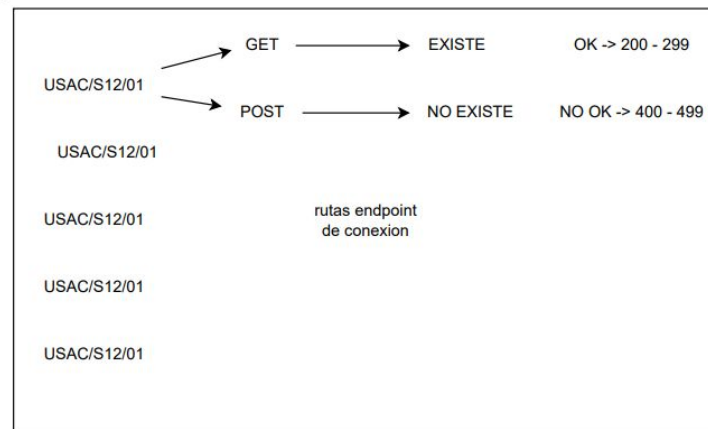 GET EXISTE OK -> 200 - 299
USAC/S12/01
POST NO EXISTE NO OK -> 400 - 499
USAC/S12/01
USAC/S12/01
rutas endpoint
de conexion
USAC/S12/01
USAC/S12/01